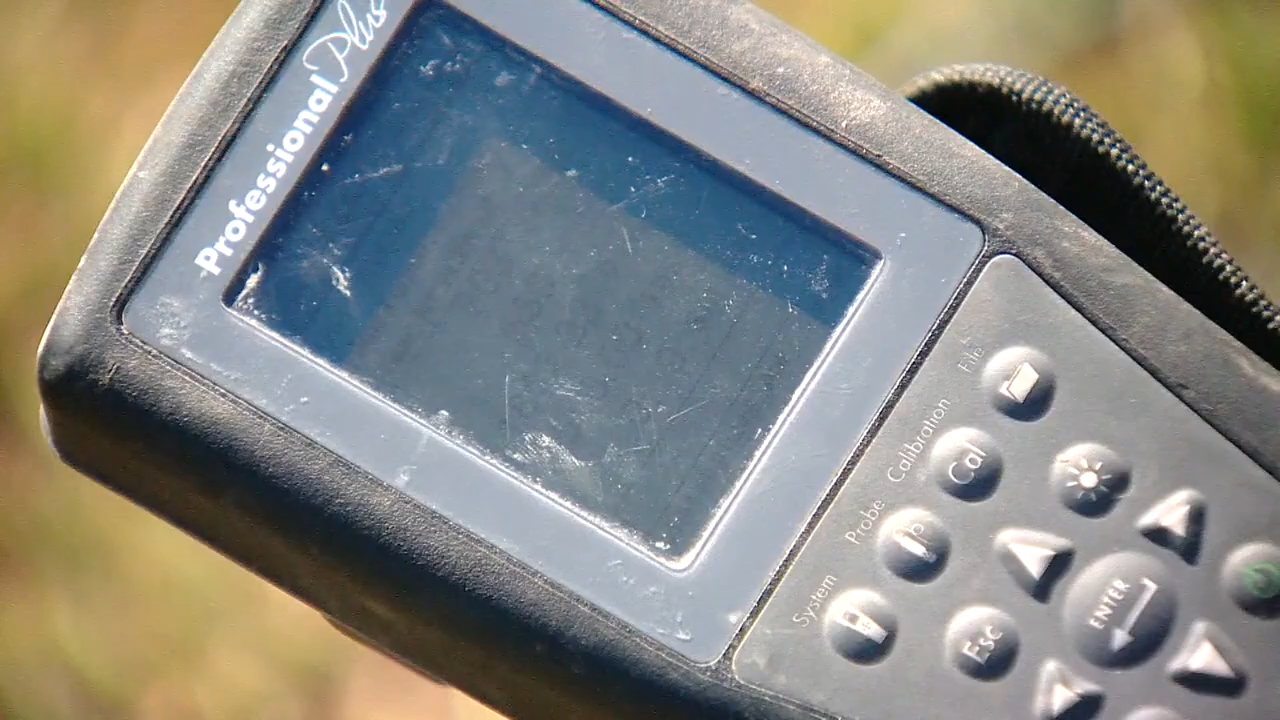 Professional Plus
File
Calibration
Cal
Probe
System
Esc
ENTER